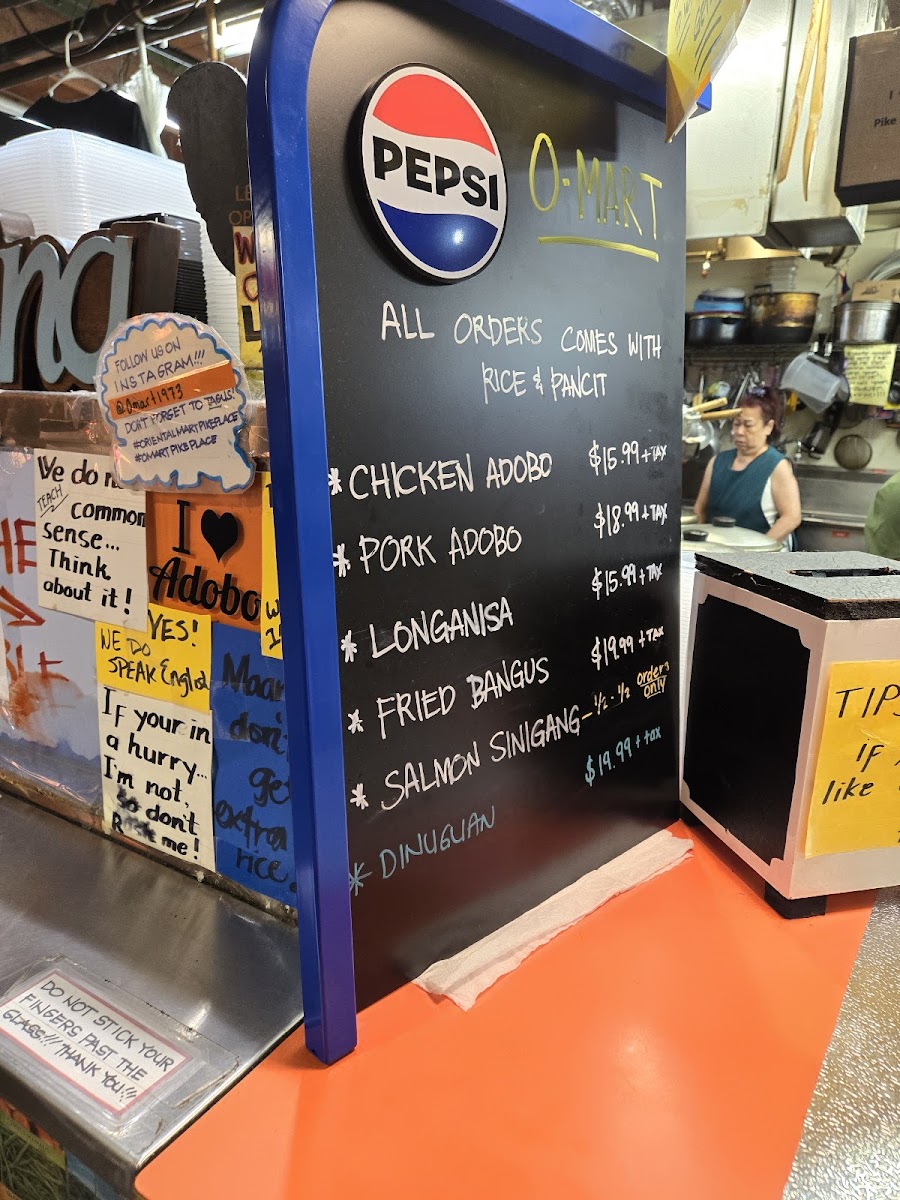 PEPSI
O-MART
ALL ORDERS COMES WITH
RICE & PANCIT
* CHICKEN ADOBO $15.99 + TAX
* PORK ADOBO $18.99 + TAX
* LONGANISA $15.99 + TAX
* FRIED BANGUS $19.99 + TAX
* SALMON SINIGANG - ½ - ½ orders
only
* DINUGUAN $19.99 + tax
FOLLOW US ON
INSTAGRAM!!!
@Omart1973
DON'T FORGET TO TAG US!
#ORIENTALMARTPIKEPLACE
#OMARTPIKEPLACE
We do
TEACH
common
sense...
Think
about it!
I ♥
Adobo
YES!
WE DO
SPEAK English
If your in
a hurry...
I'm not,
So don't
me!
don't
extra
rice.
DO NOT STICK YOUR
FINGERS PAST THE
GLASS!!! THANK YOU!!!
TIPS
IF
like
I
Pike